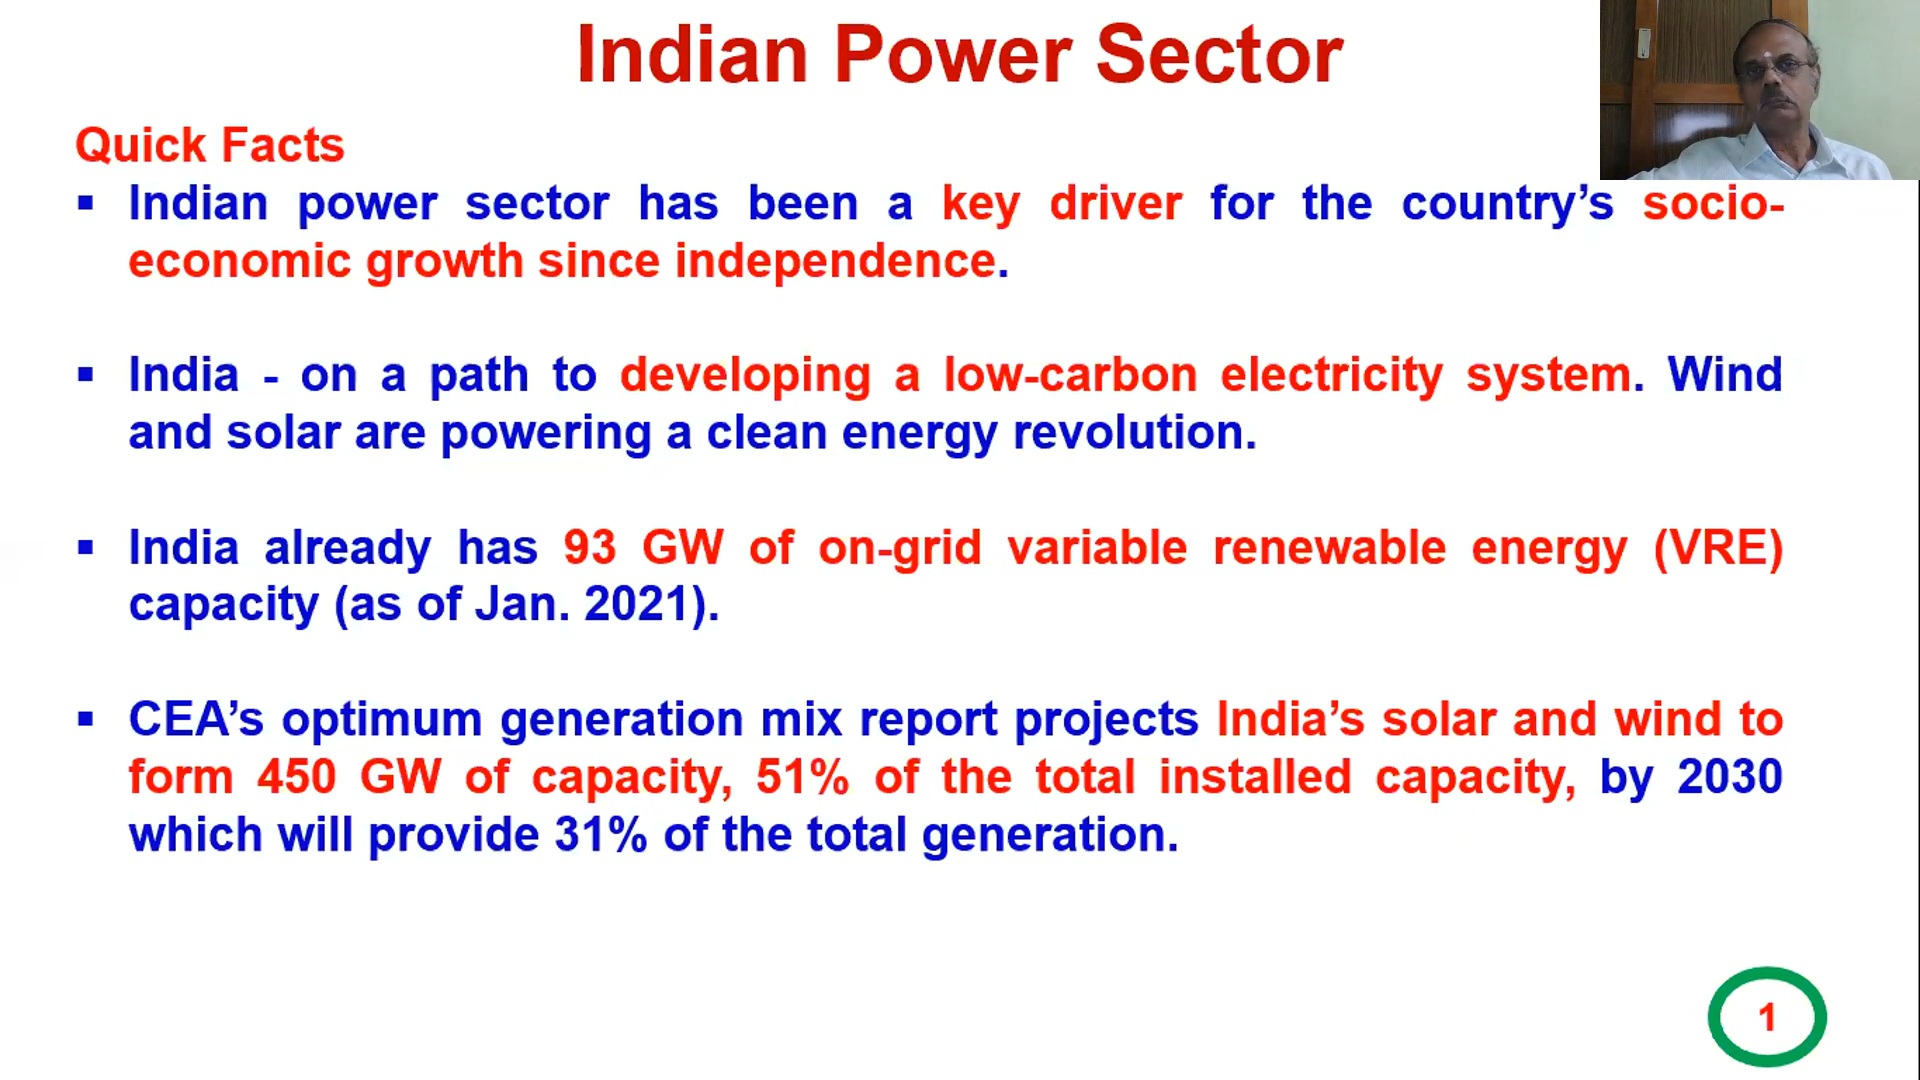 Indian Power Sector
Quick Facts
▪ Indian power sector has been a key driver for the country’s socio-
economic growth since independence.
▪ India - on a path to developing a low-carbon electricity system. Wind
and solar are powering a clean energy revolution.
▪ India already has 93 GW of on-grid variable renewable energy (VRE)
capacity (as of Jan. 2021).
▪ CEA’s optimum generation mix report projects India’s solar and wind to
form 450 GW of capacity, 51% of the total installed capacity, by 2030
which will provide 31% of the total generation.
1